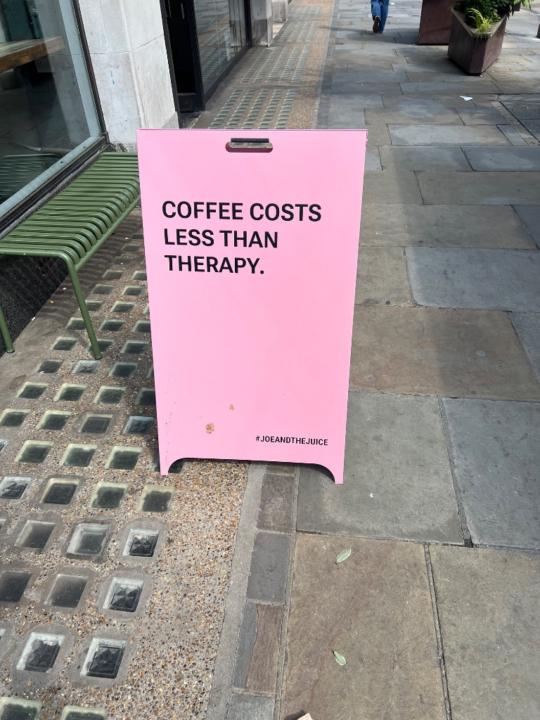 COFFEE COSTS
LESS THAN
THERAPY.
#JOEANDTHEJUICE